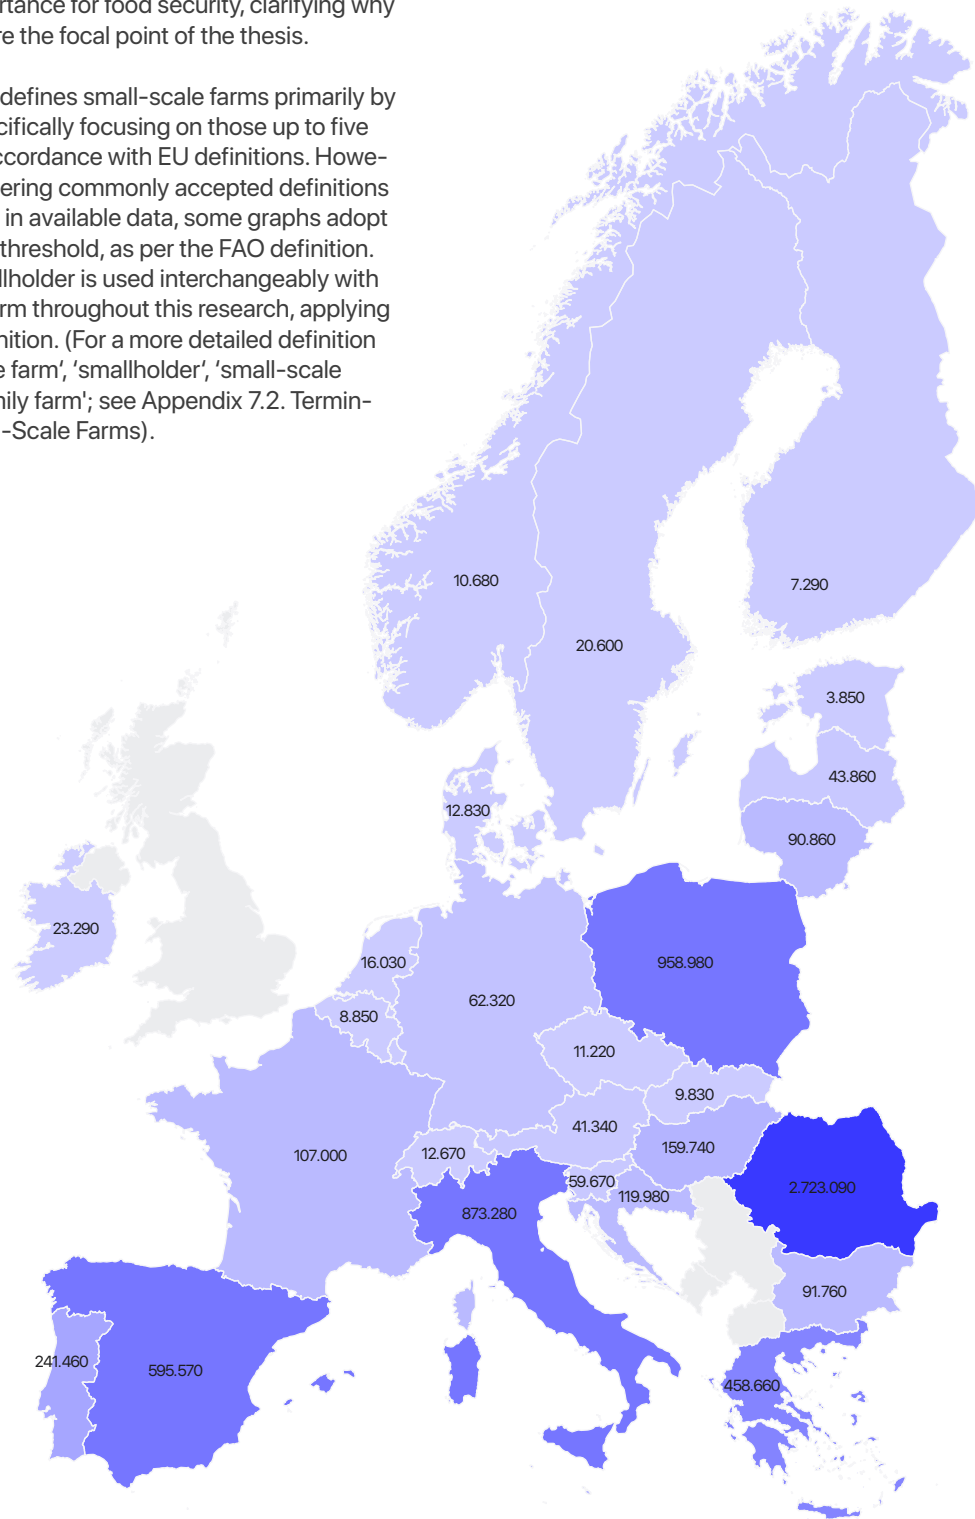 rtance for food security, clarifying why
re the focal point of the thesis.
defines small-scale farms primarily by
cifically focusing on those up to five
ccordance with EU definitions. Howe-
ering commonly accepted definitions
in available data, some graphs adopt
threshold, as per the FAO definition.
llholder is used interchangeably with
rm throughout this research, applying
nition. (For a more detailed definition
e farm‘, ‘smallholder‘, ‘small-scale
nily farm'; see Appendix 7.2. Termin-
-Scale Farms).
10.680
7.290
20.600
3.850
43.860
12.830
90.860
23.290
16.030
958.980
62.320
8.850
11.220
9.830
41.340
159.740
107.000
12.670
59.670
2.723.090
119.980
873.280
91.760
241.460
595.570
458.660